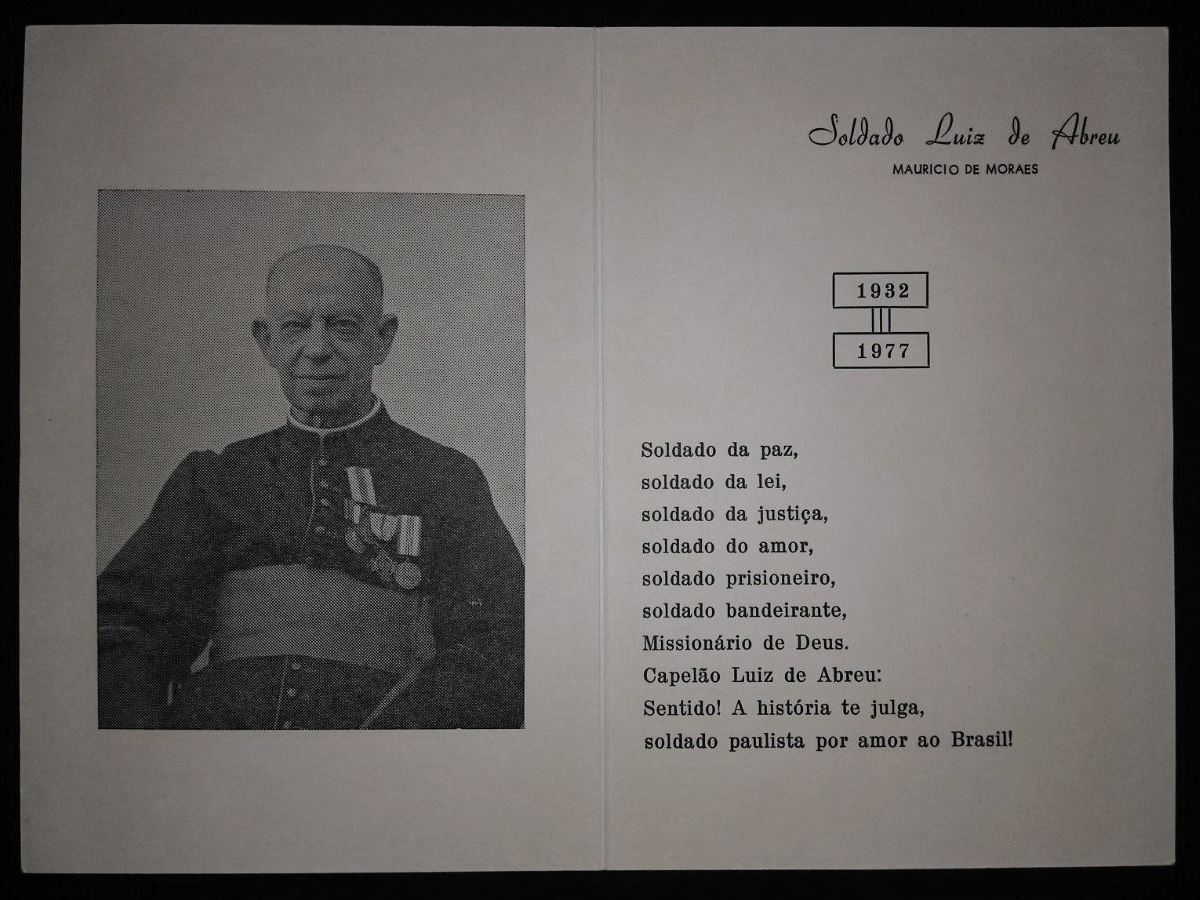 Soldado Luiz de Abreu
MAURICIO DE MORAES
1932
1977
Soldado da paz,
soldado da lei,
soldado da justiça,
soldado do amor,
soldado prisioneiro,
soldado bandeirante,
Missionário de Deus.
Capelão Luiz de Abreu:
Sentido! A história te julga,
soldado paulista por amor ao Brasil!